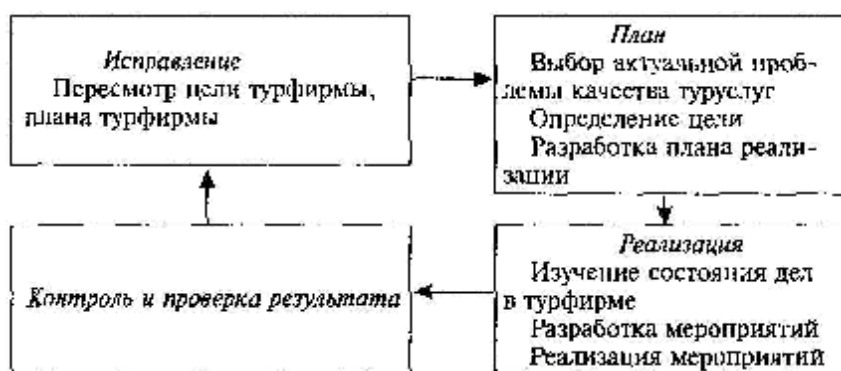 Исправление
Пересмотр цели турфирмы,
плана турфирмы
План
Выбор актуальной проб-
лемы качества туруслуг
Определение цели
Разработка плана реали-
зации
Контроль и проверка результата
Реализация
Изучение состояния дел
в турфирме
Разработка мероприятий
Реализация мероприятий